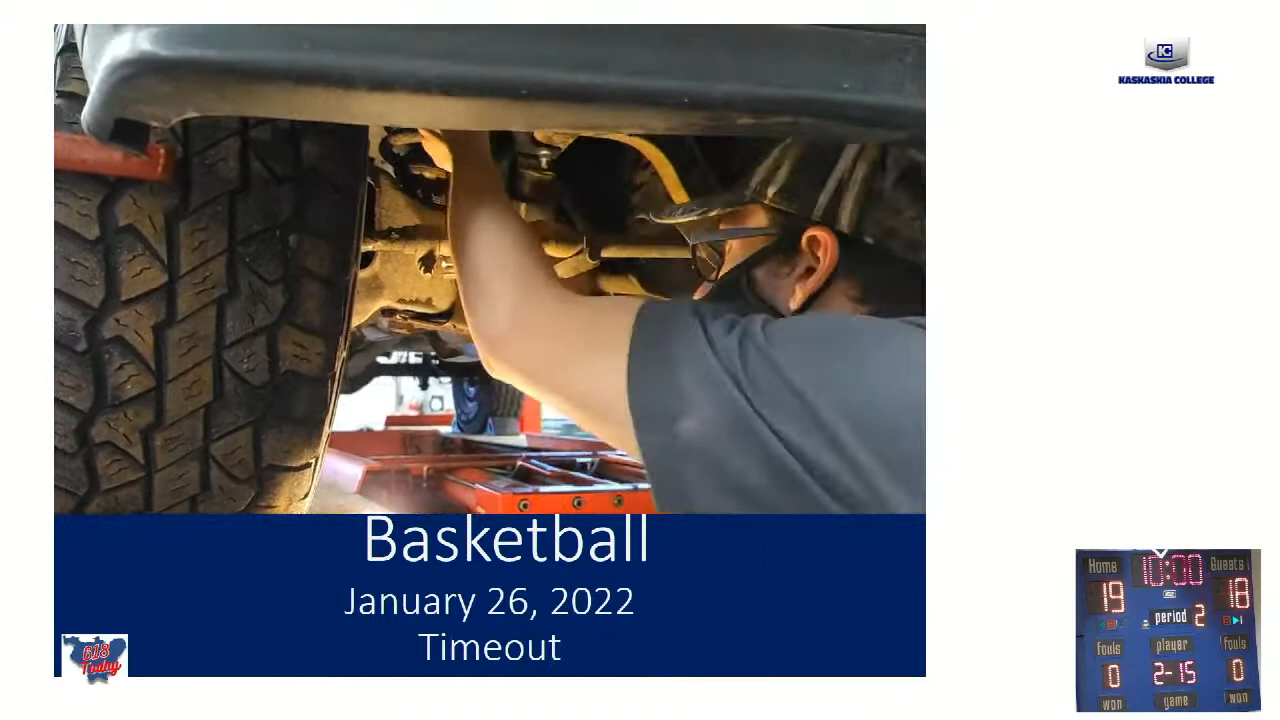 KC
KASKASKIA COLLEGE
Basketball
January 26, 2022
Timeout
618
Today
Home 10:00 Guests
19 18
period 2
fouls player fouls
0 2-15 0
won game won